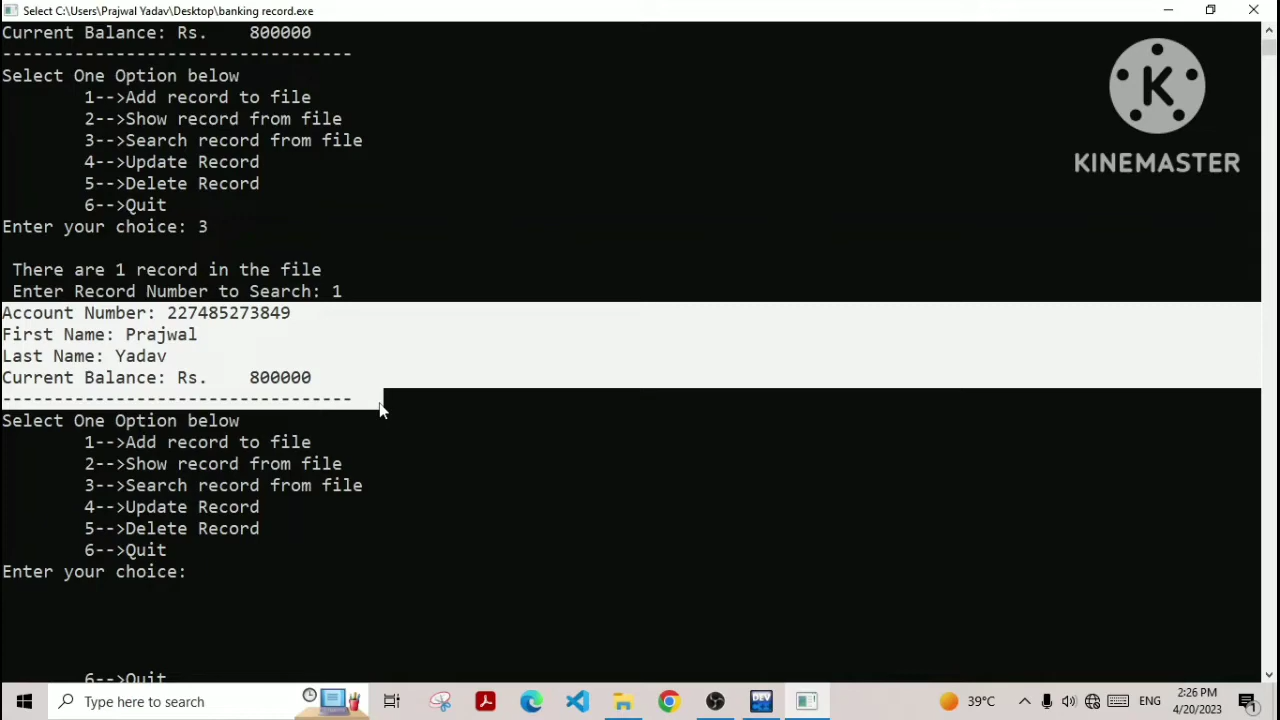 Select C:\Users\Prajwal Yadav\Desktop\banking record.exe
Current Balance: Rs.    800000
----------------------------------
Select One Option below
        1-->Add record to file
        2-->Show record from file
        3-->Search record from file
        4-->Update Record
        5-->Delete Record
        6-->Quit
Enter your choice: 3
K
KINEMASTER
 There are 1 record in the file
 Enter Record Number to Search: 1
Account Number: 227485273849
First Name: Prajwal
Last Name: Yadav
Current Balance: Rs.    800000
----------------------------------
Select One Option below
        1-->Add record to file
        2-->Show record from file
        3-->Search record from file
        4-->Update Record
        5-->Delete Record
        6-->Quit
Enter your choice:
        6-->Quit
Type here to search
DEV
39°C
ENG
2:26 PM
4/20/2023
1